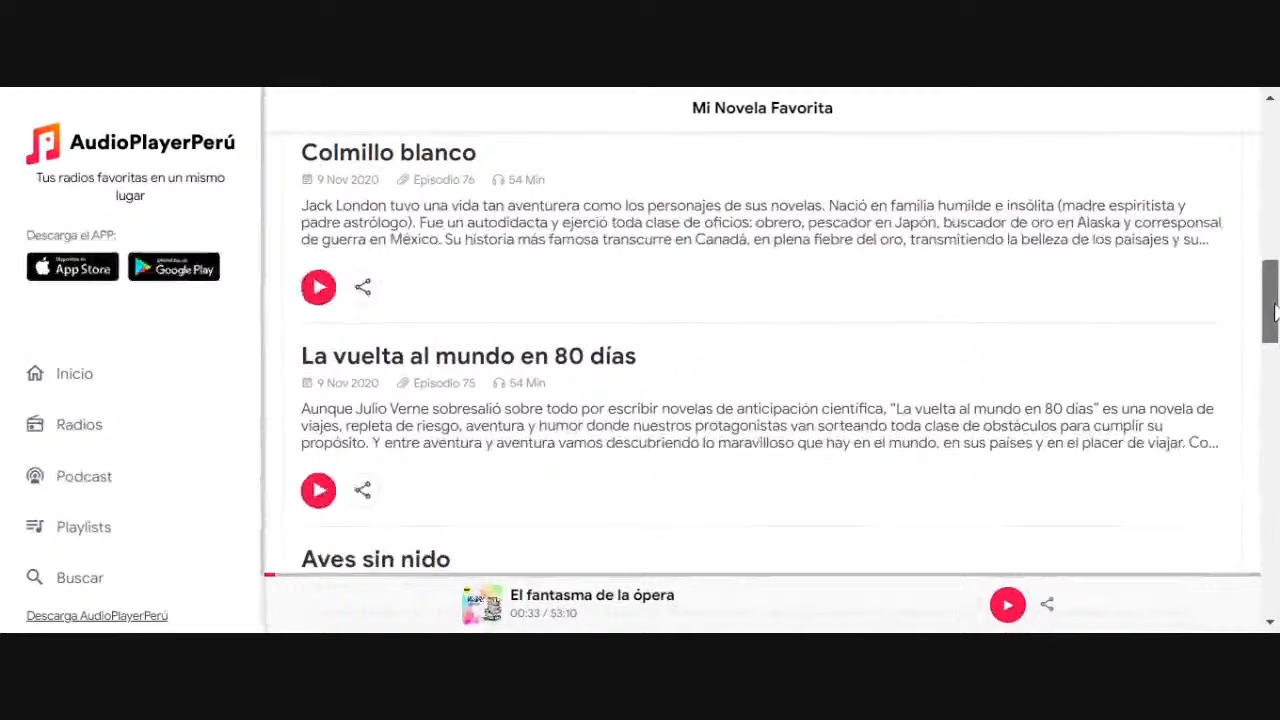 Mi Novela Favorita
AudioPlayerPerú
Tus radios favoritas en un mismo
lugar
Descarga el APP:
App Store
Google Play
Inicio
Radios
Podcast
Playlists
Buscar
Descarga AudioPlayerPerú
Colmillo blanco
9 Nov 2020 Episodio 76 54 Min
Jack London tuvo una vida tan aventurera como los personajes de sus novelas. Nació en familia humilde e insólita (madre espiritista y
padre astrólogo). Fue un autodidacta y ejerció toda clase de oficios: obrero, pescador en Japón, buscador de oro en Alaska y corresponsal
de guerra en México. Su historia más famosa transcurre en Canadá, en plena fiebre del oro, transmitiendo la belleza de los paisajes y su...
La vuelta al mundo en 80 días
9 Nov 2020 Episodio 75 54 Min
Aunque Julio Verne sobresalió sobre todo por escribir novelas de anticipación científica, "La vuelta al mundo en 80 días" es una novela de
viajes, repleta de riesgo, aventura y humor donde nuestros protagonistas van sorteando toda clase de obstáculos para cumplir su
propósito. Y entre aventura y aventura vamos descubriendo lo maravilloso que hay en el mundo, en sus países y en el placer de viajar. Co...
Aves sin nido
El fantasma de la ópera
00:33 / 53:10